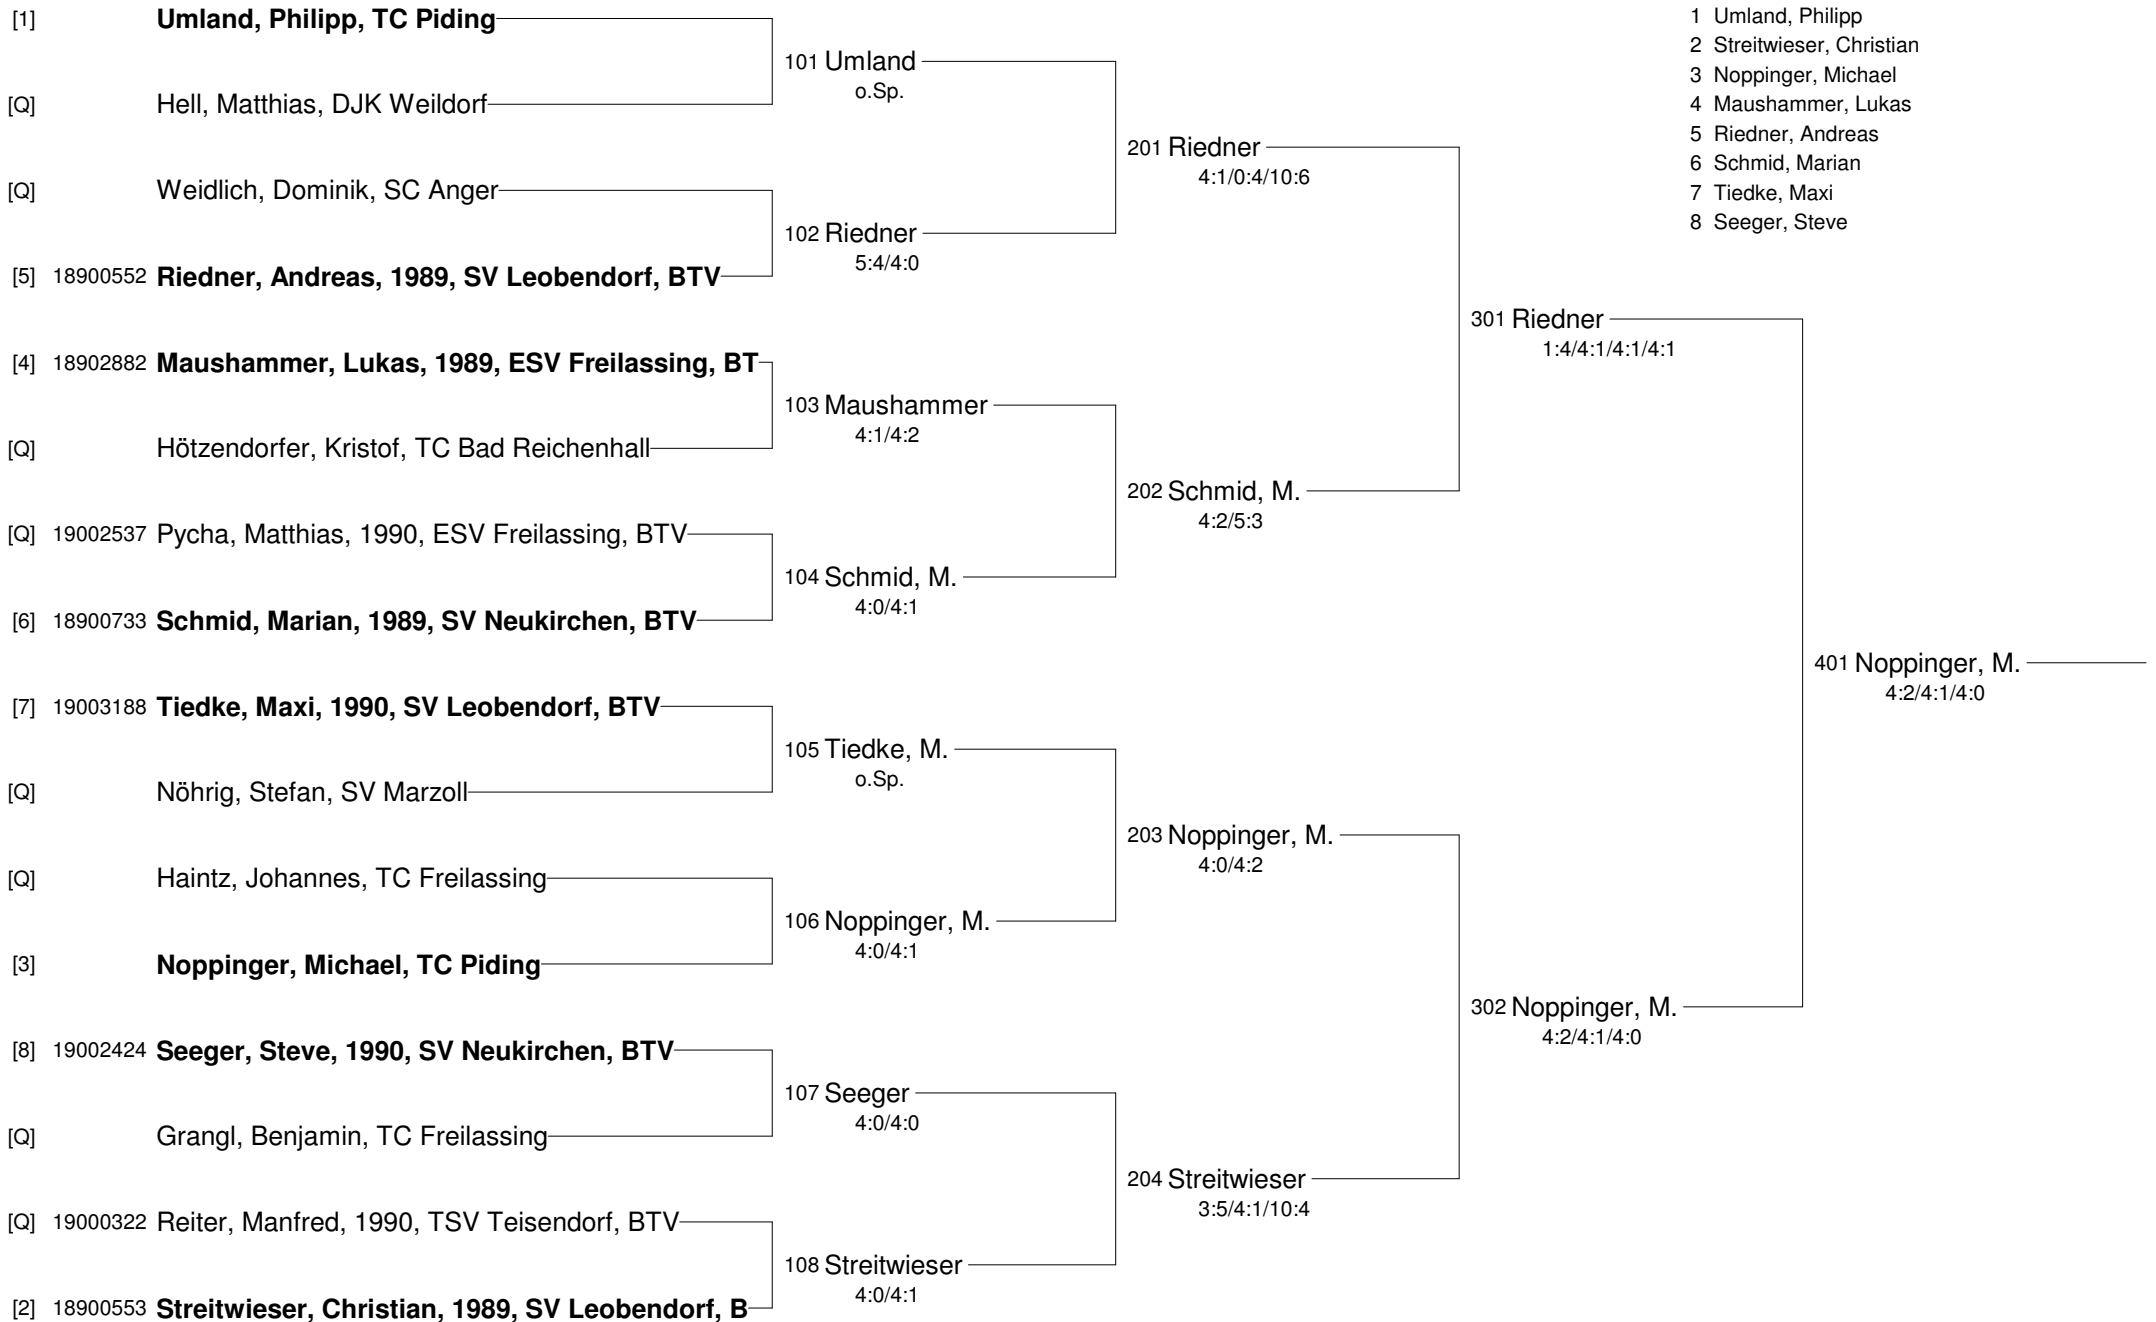 [1] Umland, Philipp, TC Piding
[Q] Hell, Matthias, DJK Weildorf
[Q] Weidlich, Dominik, SC Anger
[5] 18900552 Riedner, Andreas, 1989, SV Leobendorf, BTV
[4] 18902882 Maushammer, Lukas, 1989, ESV Freilassing, BT
[Q] Hötzendorfer, Kristof, TC Bad Reichenhall
[Q] 19002537 Pycha, Matthias, 1990, ESV Freilassing, BTV
[6] 18900733 Schmid, Marian, 1989, SV Neukirchen, BTV
[7] 19003188 Tiedke, Maxi, 1990, SV Leobendorf, BTV
[Q] Nöhrig, Stefan, SV Marzoll
[Q] Haintz, Johannes, TC Freilassing
[3] Noppinger, Michael, TC Piding
[8] 19002424 Seeger, Steve, 1990, SV Neukirchen, BTV
[Q] Grangl, Benjamin, TC Freilassing
[Q] 19000322 Reiter, Manfred, 1990, TSV Teisendorf, BTV
[2] 18900553 Streitwieser, Christian, 1989, SV Leobendorf, B
101 Umland
o.Sp.
102 Riedner
5:4/4:0
103 Maushammer
4:1/4:2
104 Schmid, M.
4:0/4:1
105 Tiedke, M.
o.Sp.
106 Noppinger, M.
4:0/4:1
107 Seeger
4:0/4:0
108 Streitwieser
4:0/4:1
201 Riedner
4:1/0:4/10:6
202 Schmid, M.
4:2/5:3
203 Noppinger, M.
4:0/4:2
204 Streitwieser
3:5/4:1/10:4
301 Riedner
1:4/4:1/4:1/4:1
302 Noppinger, M.
4:2/4:1/4:0
401 Noppinger, M.
4:2/4:1/4:0
1 Umland, Philipp
2 Streitwieser, Christian
3 Noppinger, Michael
4 Maushammer, Lukas
5 Riedner, Andreas
6 Schmid, Marian
7 Tiedke, Maxi
8 Seeger, Steve